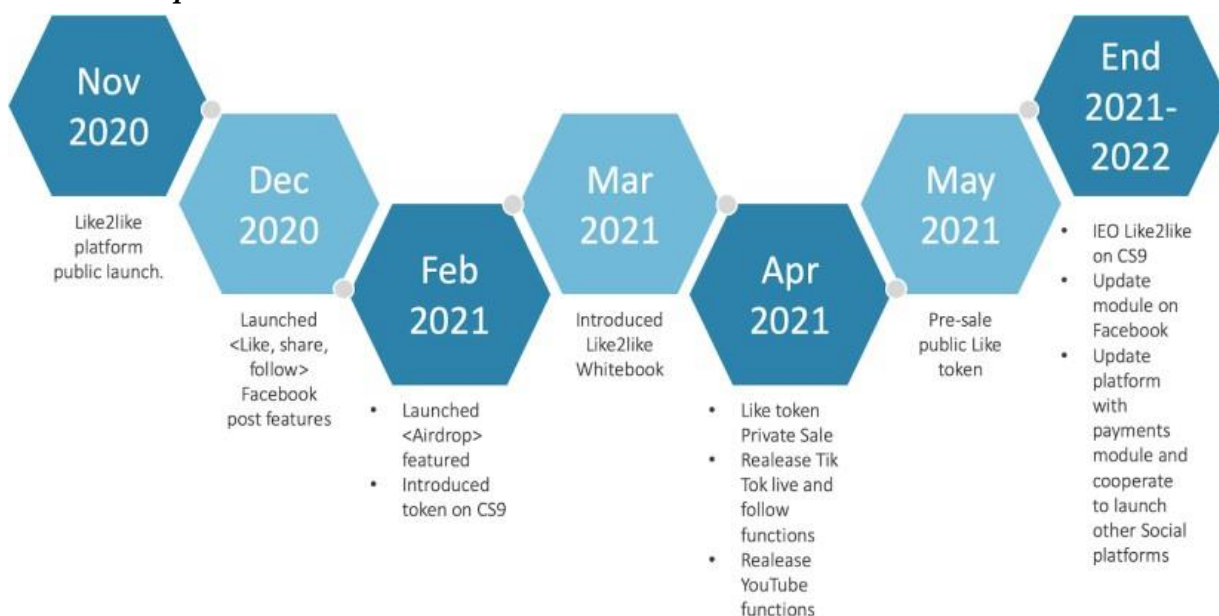 Nov
2020
Like2like
platform
public launch.
Dec
2020
Launched
<Like, share,
follow>
Facebook
post features
Feb
2021
• Launched
<Airdrop>
featured
• Introduced
token on CS9
Mar
2021
Introduced
Like2like
Whitebook
Apr
2021
• Like token
Private Sale
• Realease Tik
Tok live and
follow
functions
• Realease
YouTube
functions
May
2021
Pre-sale
public Like
token
End
2021-
2022
• IEO Like2like
on CS9
• Update
module on
Facebook
• Update
platform
with
payments
module and
cooperate
to launch
other Social
platforms